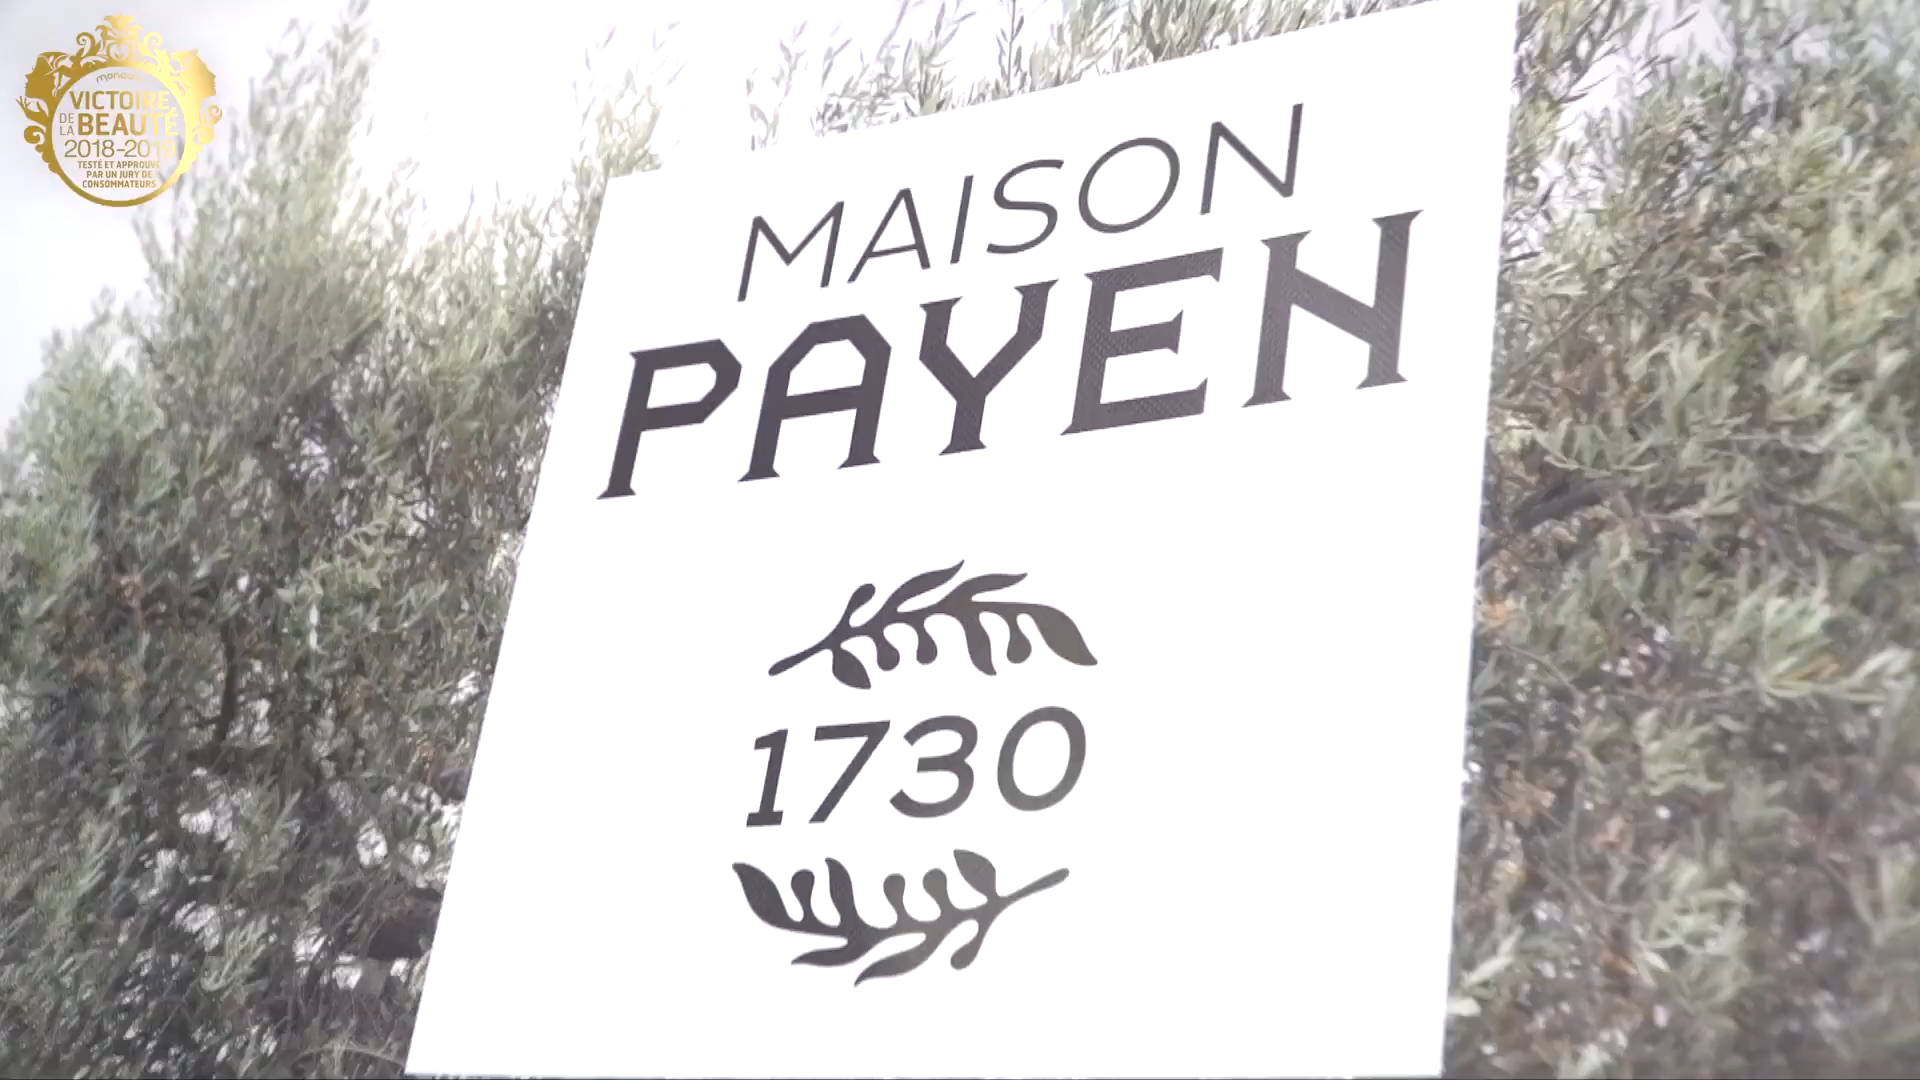 VICTOIRE
DE LA BEAUTÉ
2018-2019
TESTÉ ET APPROUVÉ
PAR UN JURY DE
CONSOMMATEURS
MAISON
PAYEN
1730